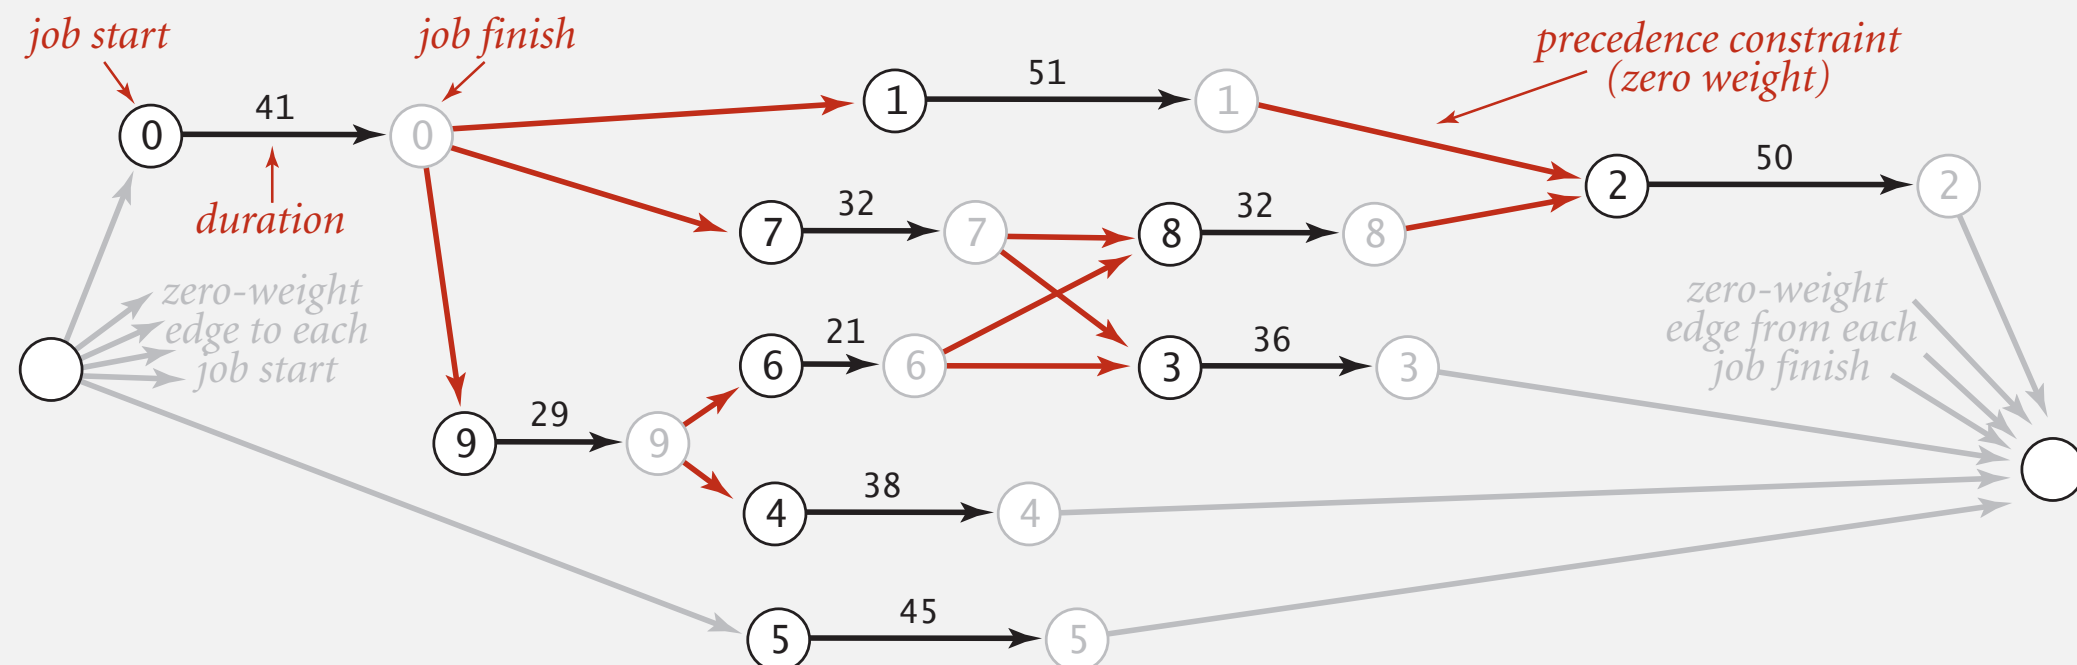 job start
job finish
precedence constraint
(zero weight)
41
51
0
0
1
1
50
duration
32
32
2
2
7
7
8
8
zero-weight
edge to each
job start
zero-weight
edge from each
job finish
21
36
6
6
3
3
29
9
9
38
4
4
45
5
5